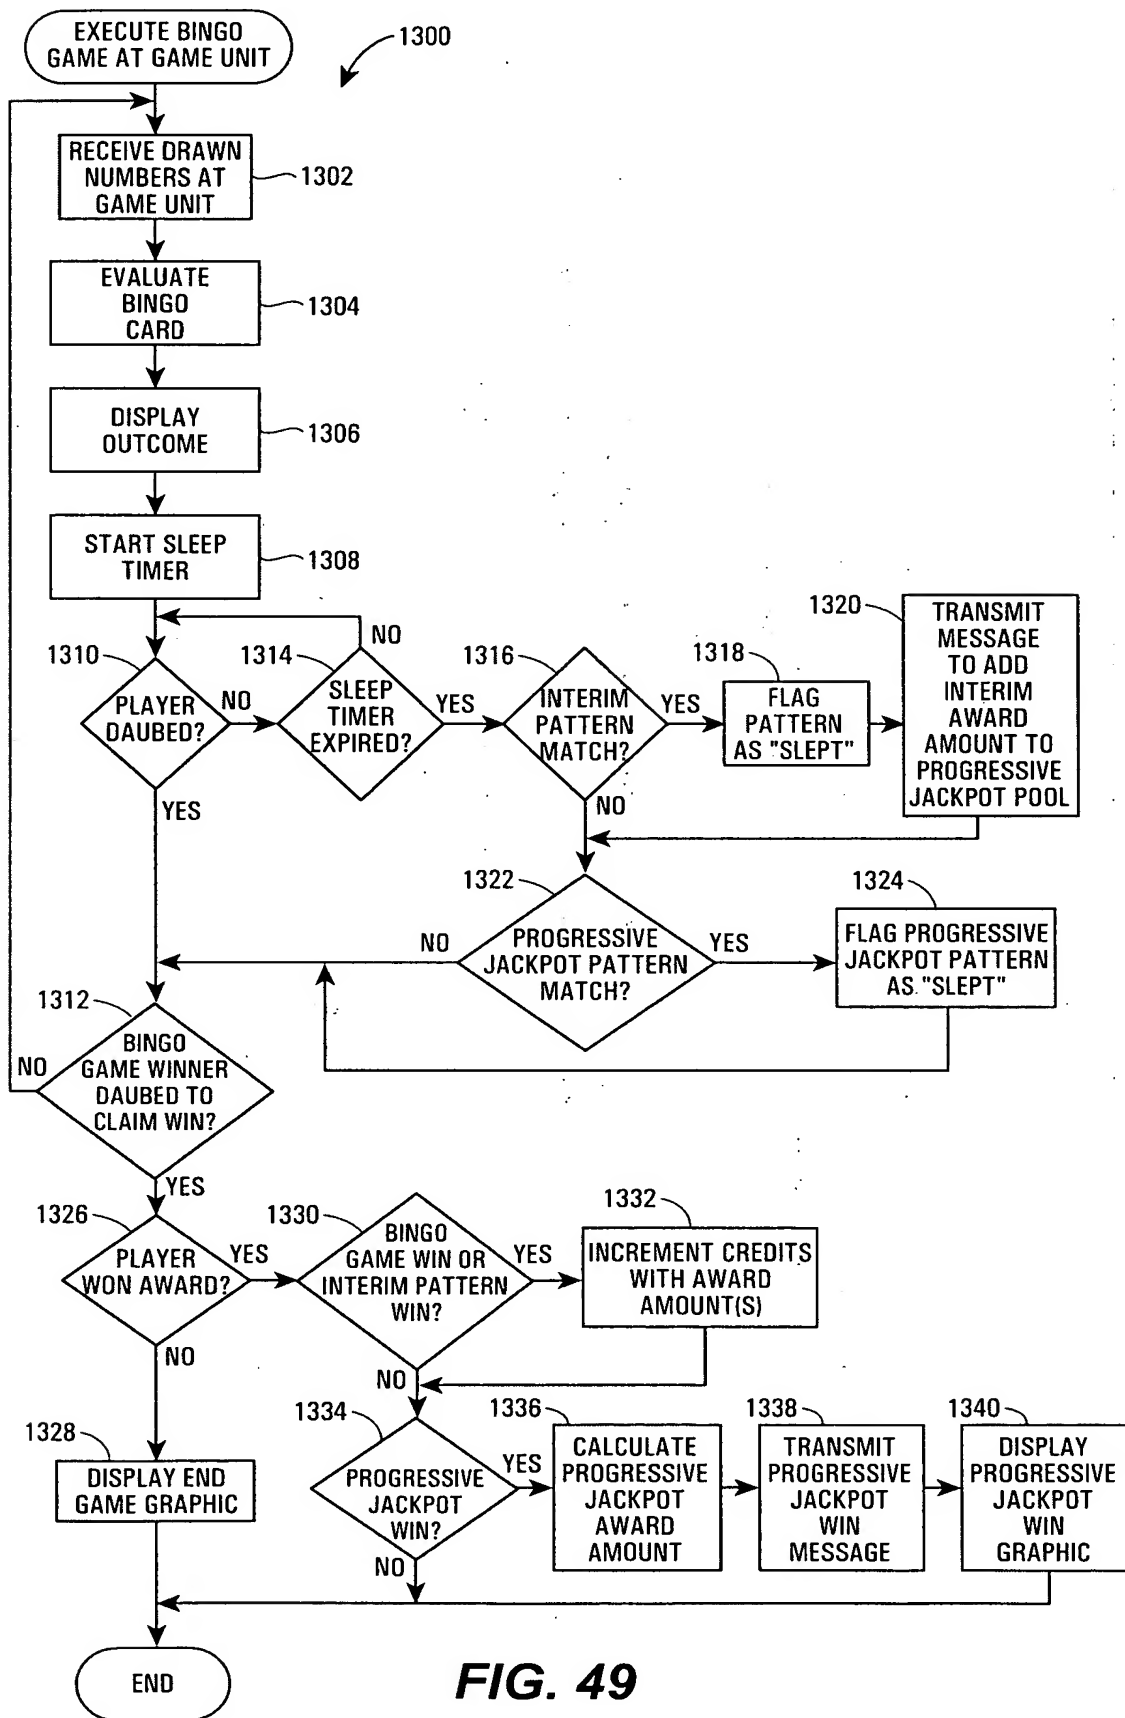 EXECUTE BINGO
GAME AT GAME UNIT
1300
RECEIVE DRAWN
NUMBERS AT
GAME UNIT
1302
EVALUATE
BINGO
CARD
1304
DISPLAY
OUTCOME
1306
START SLEEP
TIMER
1308
1310
PLAYER
DAUBED?
NO
YES
1314
SLEEP
TIMER
EXPIRED?
NO
YES
1316
INTERIM
PATTERN
MATCH?
YES
NO
1318
FLAG
PATTERN
AS "SLEPT"
1320
TRANSMIT
MESSAGE
TO ADD
INTERIM
AWARD
AMOUNT TO
PROGRESSIVE
JACKPOT POOL
1322
PROGRESSIVE
JACKPOT PATTERN
MATCH?
NO
YES
1324
FLAG PROGRESSIVE
JACKPOT PATTERN
AS "SLEPT"
1312
BINGO
GAME WINNER
DAUBED TO
CLAIM WIN?
NO
YES
1326
PLAYER
WON AWARD?
YES
NO
1330
BINGO
GAME WIN OR
INTERIM PATTERN
WIN?
YES
NO
1332
INCREMENT CREDITS
WITH AWARD
AMOUNT(S)
1328
DISPLAY END
GAME GRAPHIC
1334
PROGRESSIVE
JACKPOT
WIN?
YES
NO
1336
CALCULATE
PROGRESSIVE
JACKPOT
AWARD
AMOUNT
1338
TRANSMIT
PROGRESSIVE
JACKPOT
WIN
MESSAGE
1340
DISPLAY
PROGRESSIVE
JACKPOT
WIN
GRAPHIC
END
FIG. 49